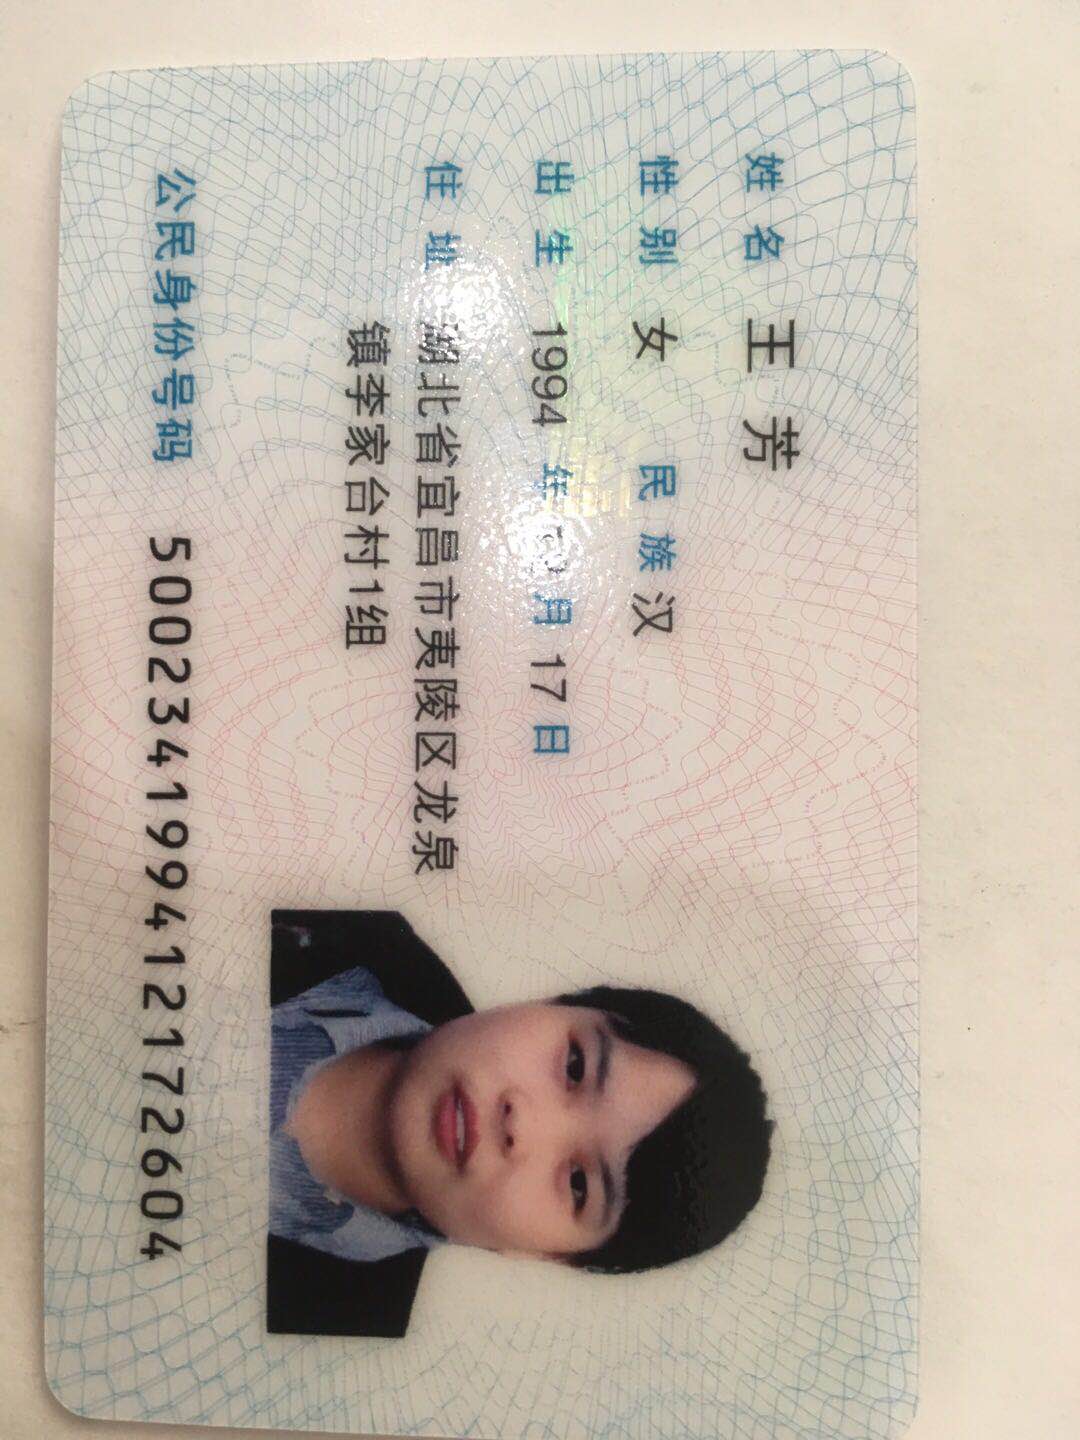 姓名 王芳
性别 女 民族 汉
出生 1994 年 月 17 日
住址 湖北省宜昌市夷陵区龙泉
镇李家台村1组
公民身份号码 500234199412172604